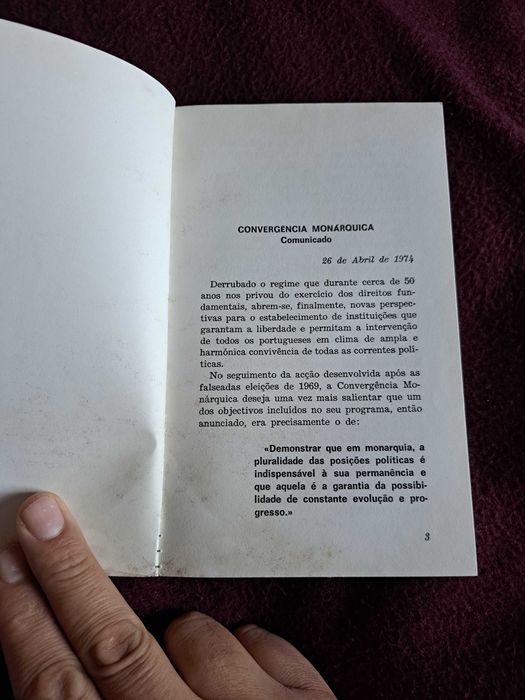 CONVERGÊNCIA MONÁRQUICA
Comunicado
26 de Abril de 1974
Derrubado o regime que durante cerca de 50
anos nos privou do exercício dos direitos fun-
damentais, abrem-se, finalmente, novas perspec-
tivas para o estabelecimento de instituições que
garantam a liberdade e permitam a intervenção
de todos os portugueses em clima de ampla e
harmónica convivência de todas as correntes polí-
ticas.
No seguimento da acção desenvolvida após as
falseadas eleições de 1969, a Convergência Mo-
nárquica deseja uma vez mais salientar que um
dos objectivos incluídos no seu programa, então
anunciado, era precisamente o de:
«Demonstrar que em monarquia, a
pluralidade das posições políticas é
indispensável à sua permanência e
que aquela é a garantia da possibi-
lidade de constante evolução e pro-
gresso.»
3